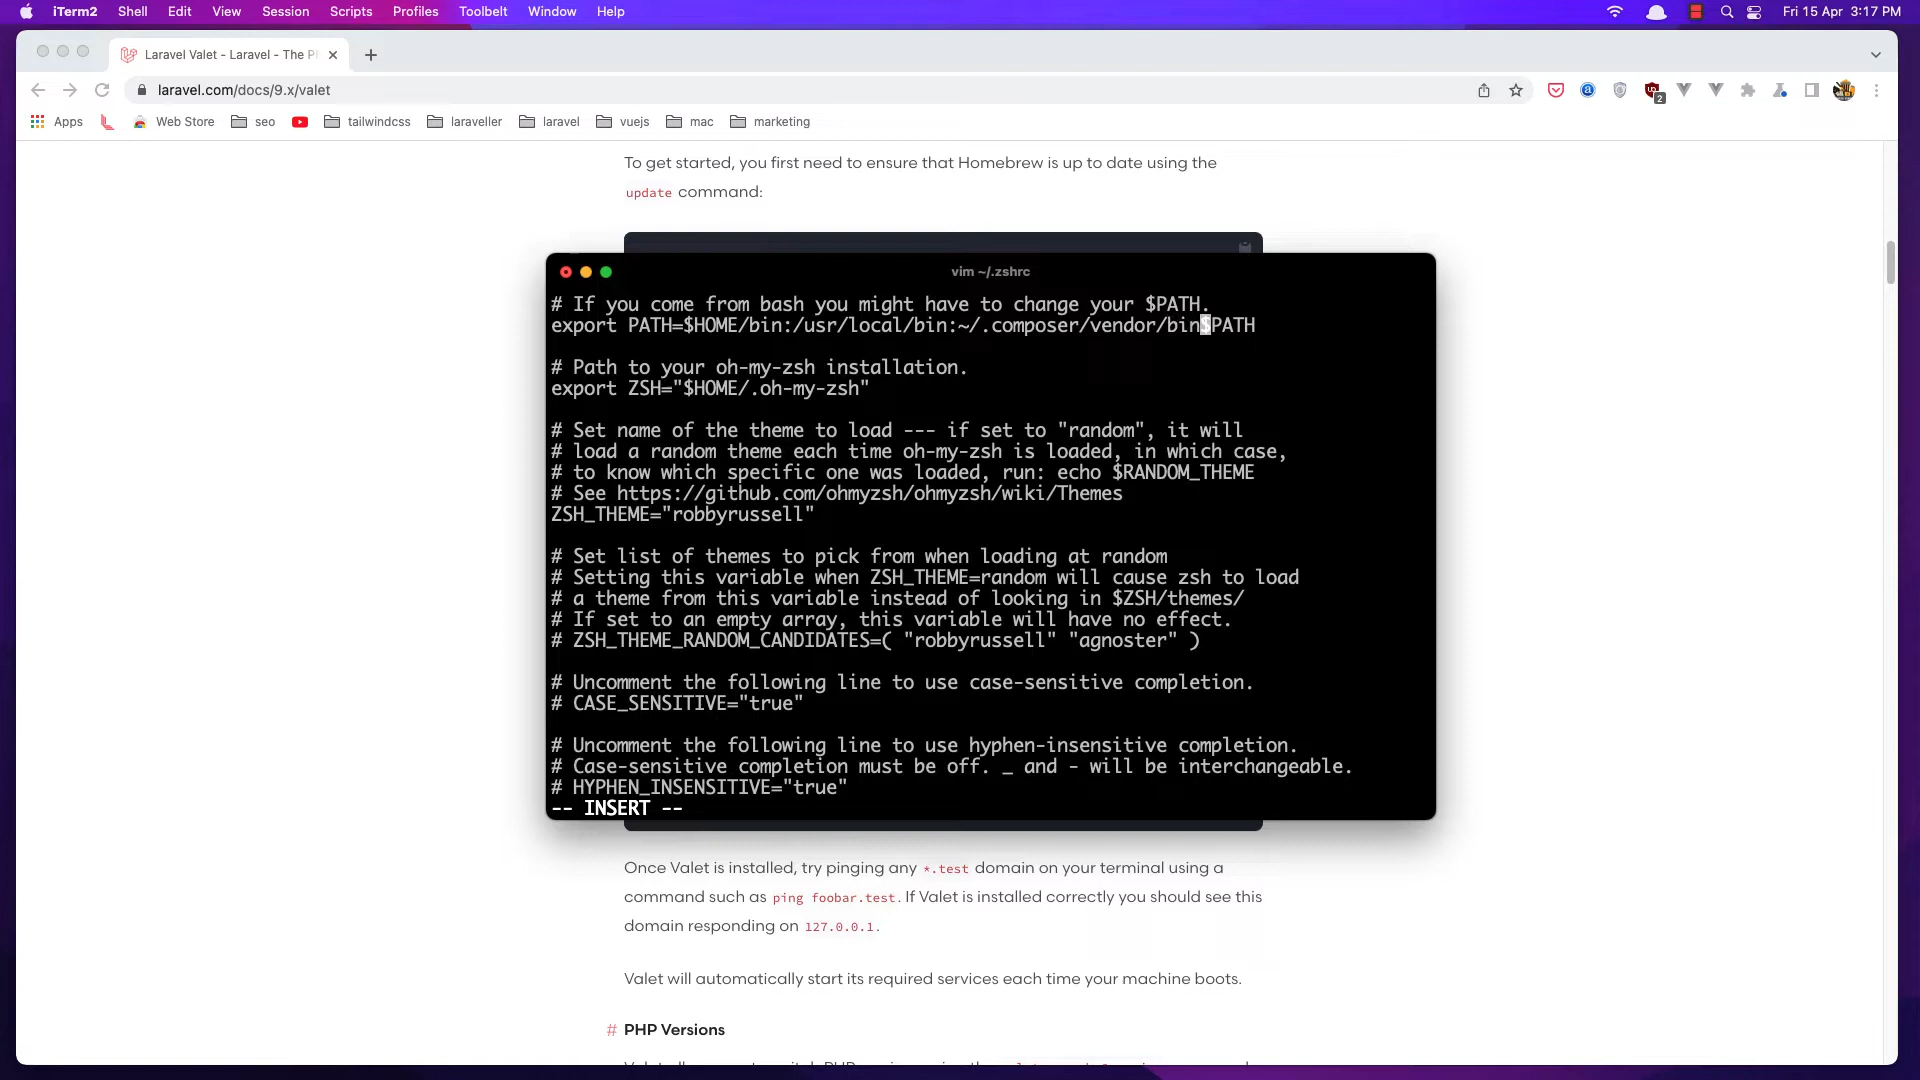 iTerm2 Shell Edit View Session Scripts Profiles Toolbelt Window Help Fri 15 Apr 3:17 PM
Laravel Valet - Laravel - The P
laravel.com/docs/9.x/valet
2
Apps Web Store seo tailwindcss laraveller laravel vuejs mac marketing
To get started, you first need to ensure that Homebrew is up to date using the
update command:
vim ~/.zshrc
# If you come from bash you might have to change your $PATH.
export PATH=$HOME/bin:/usr/local/bin:~/.composer/vendor/bin$PATH
# Path to your oh-my-zsh installation.
export ZSH="$HOME/.oh-my-zsh"
# Set name of the theme to load --- if set to "random", it will
# load a random theme each time oh-my-zsh is loaded, in which case,
# to know which specific one was loaded, run: echo $RANDOM_THEME
# See https://github.com/ohmyzsh/ohmyzsh/wiki/Themes
ZSH_THEME="robbyrussell"
# Set list of themes to pick from when loading at random
# Setting this variable when ZSH_THEME=random will cause zsh to load
# a theme from this variable instead of looking in $ZSH/themes/
# If set to an empty array, this variable will have no effect.
# ZSH_THEME_RANDOM_CANDIDATES=( "robbyrussell" "agnoster" )
# Uncomment the following line to use case-sensitive completion.
# CASE_SENSITIVE="true"
# Uncomment the following line to use hyphen-insensitive completion.
# Case-sensitive completion must be off. _ and - will be interchangeable.
# HYPHEN_INSENSITIVE="true"
-- INSERT --
Once Valet is installed, try pinging any *.test domain on your terminal using a
command such as ping foobar.test. If Valet is installed correctly you should see this
domain responding on 127.0.0.1.
Valet will automatically start its required services each time your machine boots.
# PHP Versions